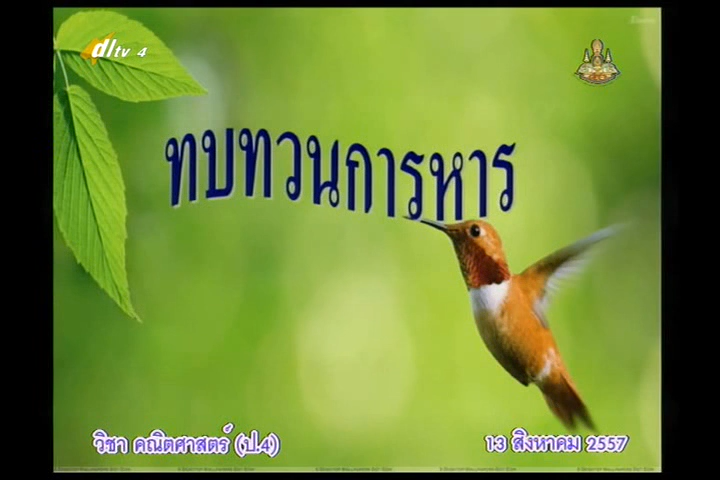 dltv 4
ทบทวนการหาร
วิชา คณิตศาสตร์ (ป.4)
13 สิงหาคม 2557